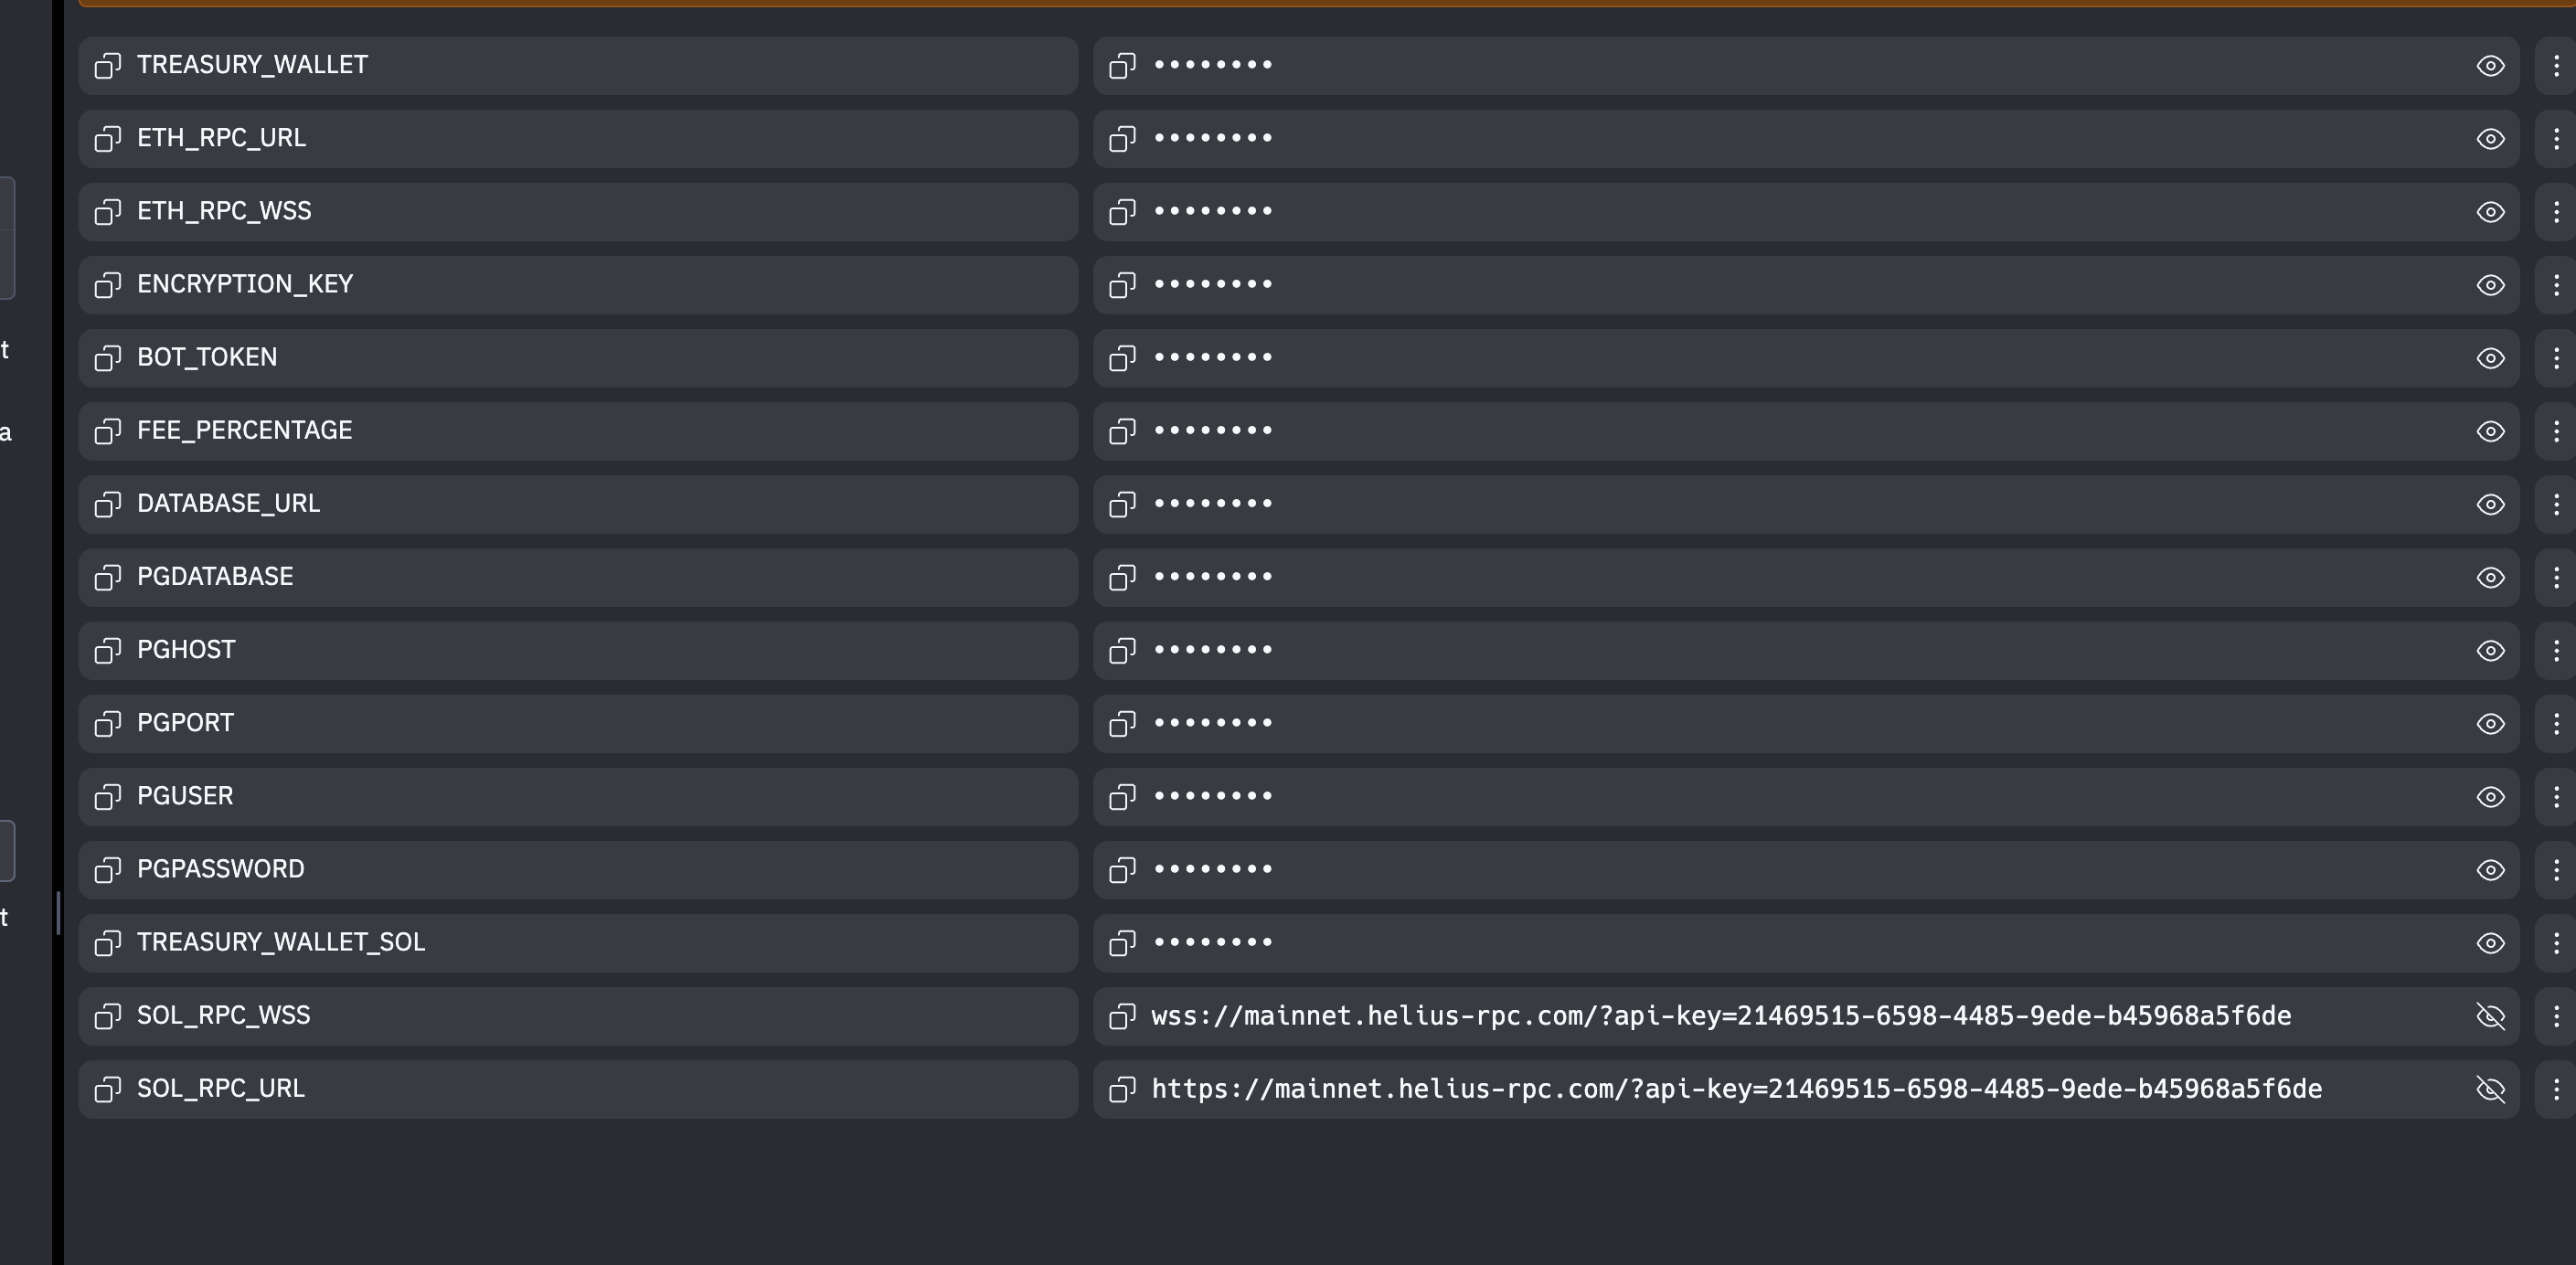 TREASURY_WALLET ••••••••
ETH_RPC_URL ••••••••
ETH_RPC_WSS ••••••••
ENCRYPTION_KEY ••••••••
t
BOT_TOKEN ••••••••
a
FEE_PERCENTAGE ••••••••
DATABASE_URL ••••••••
PGDATABASE ••••••••
PGHOST ••••••••
PGPORT ••••••••
PGUSER ••••••••
PGPASSWORD ••••••••
t
TREASURY_WALLET_SOL ••••••••
SOL_RPC_WSS wss://mainnet.helius-rpc.com/?api-key=21469515-6598-4485-9ede-b45968a5f6de
SOL_RPC_URL https://mainnet.helius-rpc.com/?api-key=21469515-6598-4485-9ede-b45968a5f6de